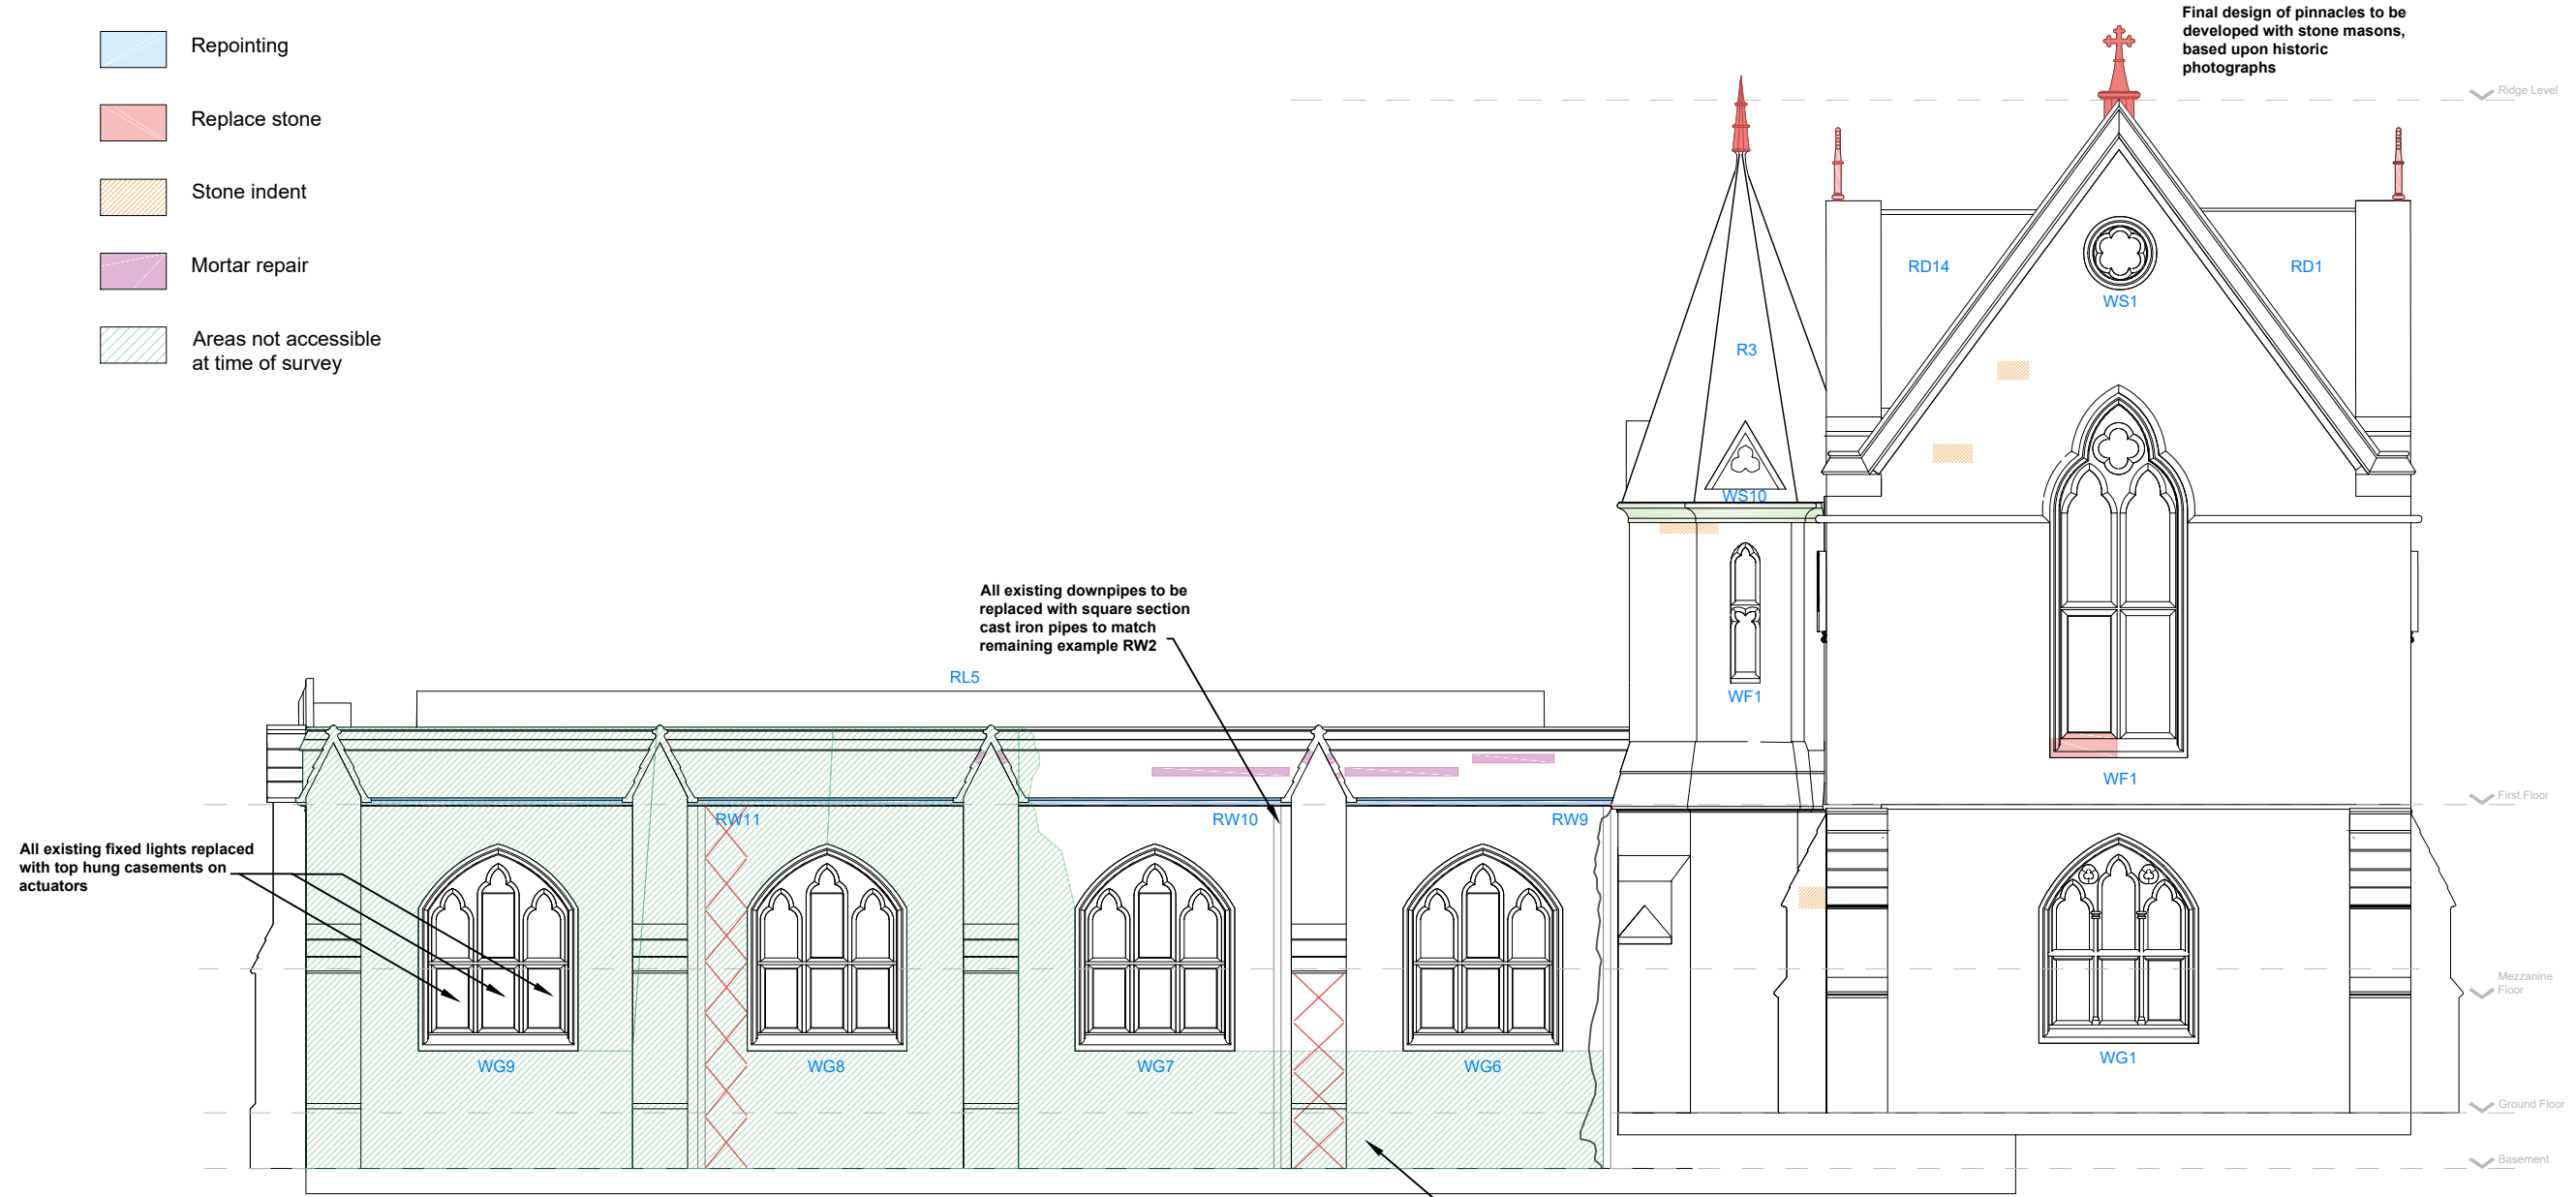 Repointing
Replace stone
Stone indent
Mortar repair
Areas not accessible
at time of survey
Final design of pinnacles to be
developed with stone masons,
based upon historic
photographs
Ridge Level
RD14
RD1
WS1
R3
WS10
All existing downpipes to be
replaced with square section
cast iron pipes to match
remaining example RW2
RL5
WF1
WF1
First Floor
RW11
RW10
RW9
All existing fixed lights replaced
with top hung casements on
actuators
Mezzanine
Floor
WG9
WG8
WG7
WG6
WG1
Ground Floor
Basement